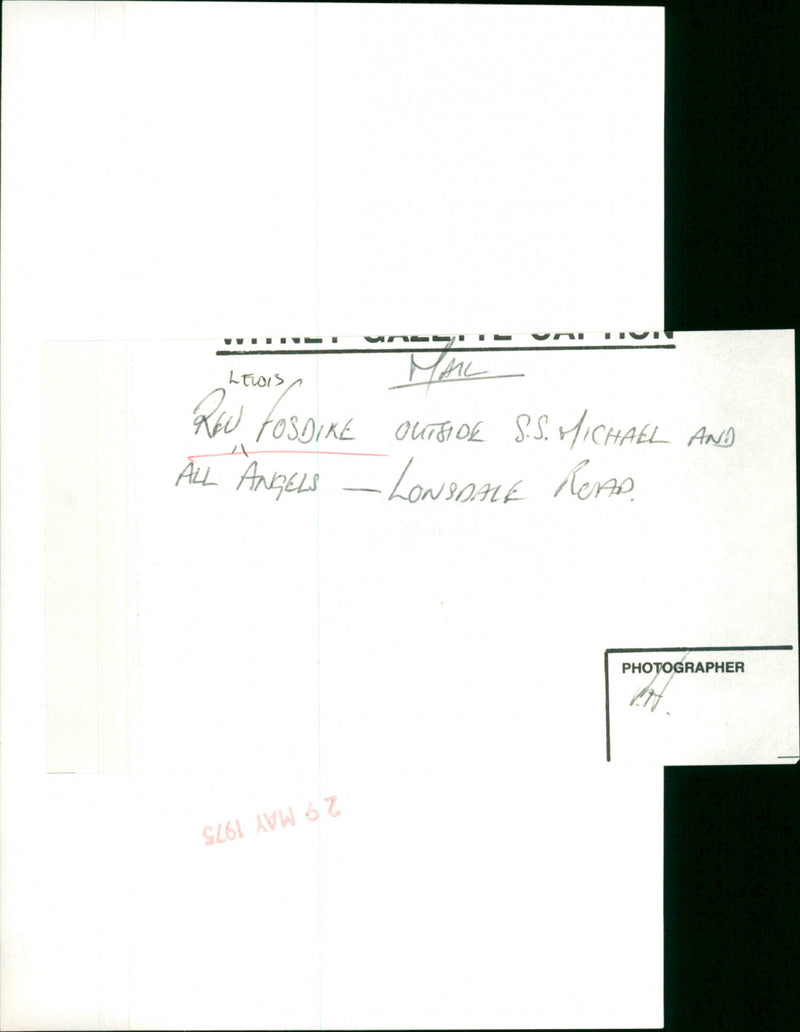 WITNEY GAZETTE CAPTION
MAIL
LEWIS
REV FOSDIKE OUTSIDE S.S. MICHAEL AND
ALL ANGELS — LONSDALE ROAD.
PHOTOGRAPHER
29 MAY 1975